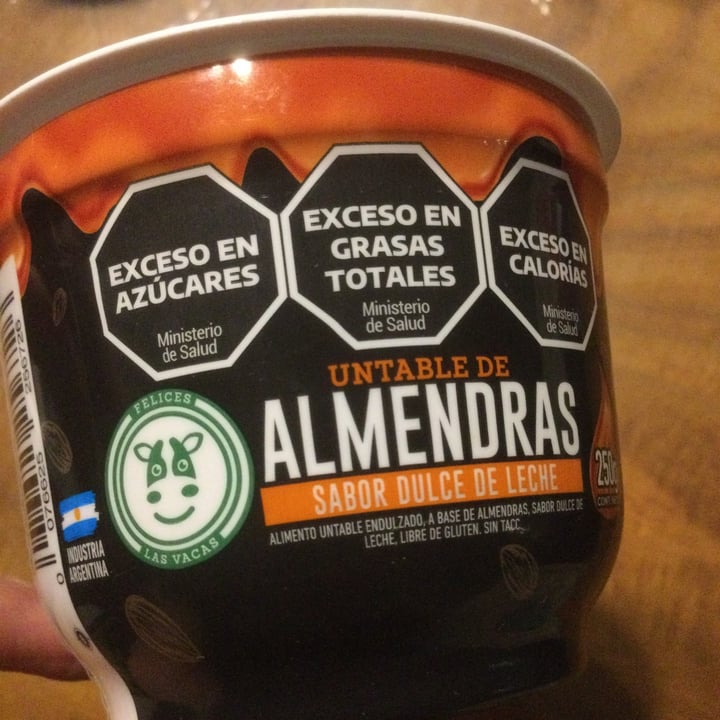 EXCESO EN
AZÚCARES
Ministerio
de Salud
EXCESO EN
GRASAS
TOTALES
Ministerio
de Salud
EXCESO EN
CALORÍAS
Ministerio
de Salud
UNTABLE DE
ALMENDRAS
SABOR DULCE DE LECHE
ALIMENTO UNTABLE ENDULZADO, A BASE DE ALMENDRAS, SABOR DULCE DE
LECHE, LIBRE DE GLUTEN. SIN TACC.
FELICES
LAS VACAS
INDUSTRIA
ARGENTINA
250